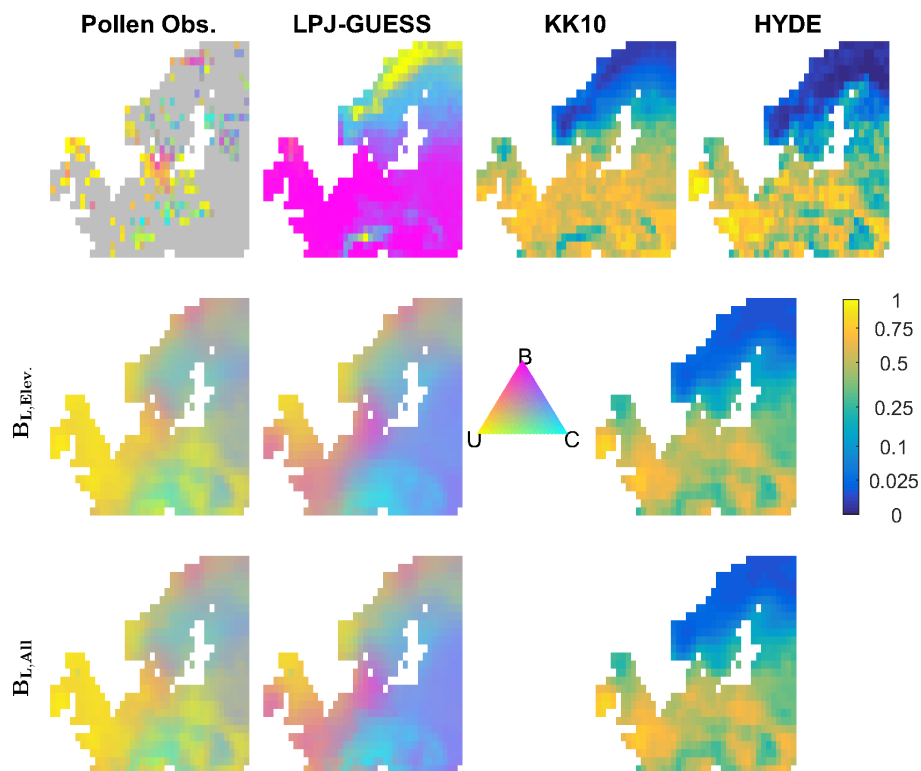 Pollen Obs. LPJ-GUESS KK10 HYDE
B_L,Elev.
B
U C
1
0.75
0.5
0.25
0.1
0.025
0
B_L,All